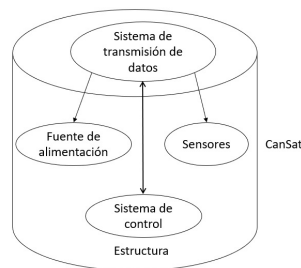 Sistema de
transmisión de
datos
Fuente de
alimentación
Sensores
CanSat
Sistema de
control
Estructura